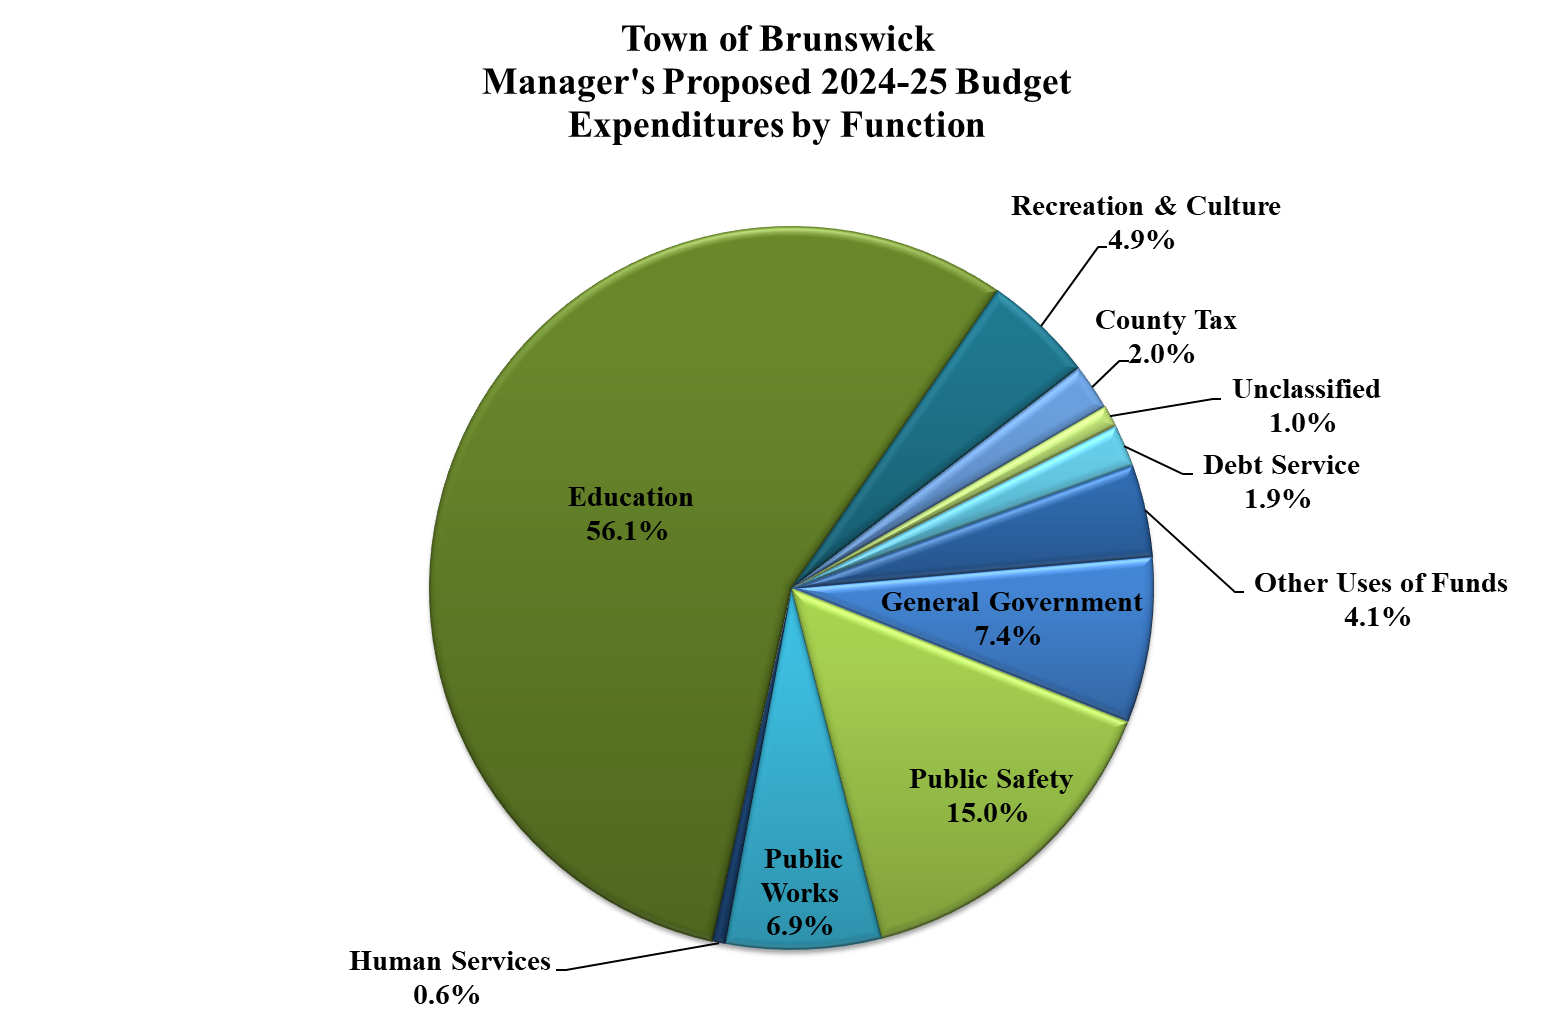 Town of Brunswick
Manager's Proposed 2024-25 Budget
Expenditures by Function
Recreation & Culture
4.9%
County Tax
2.0%
Unclassified
1.0%
Debt Service
1.9%
Education
56.1%
Other Uses of Funds
4.1%
General Government
7.4%
Public Safety
15.0%
Public
Works
6.9%
Human Services
0.6%